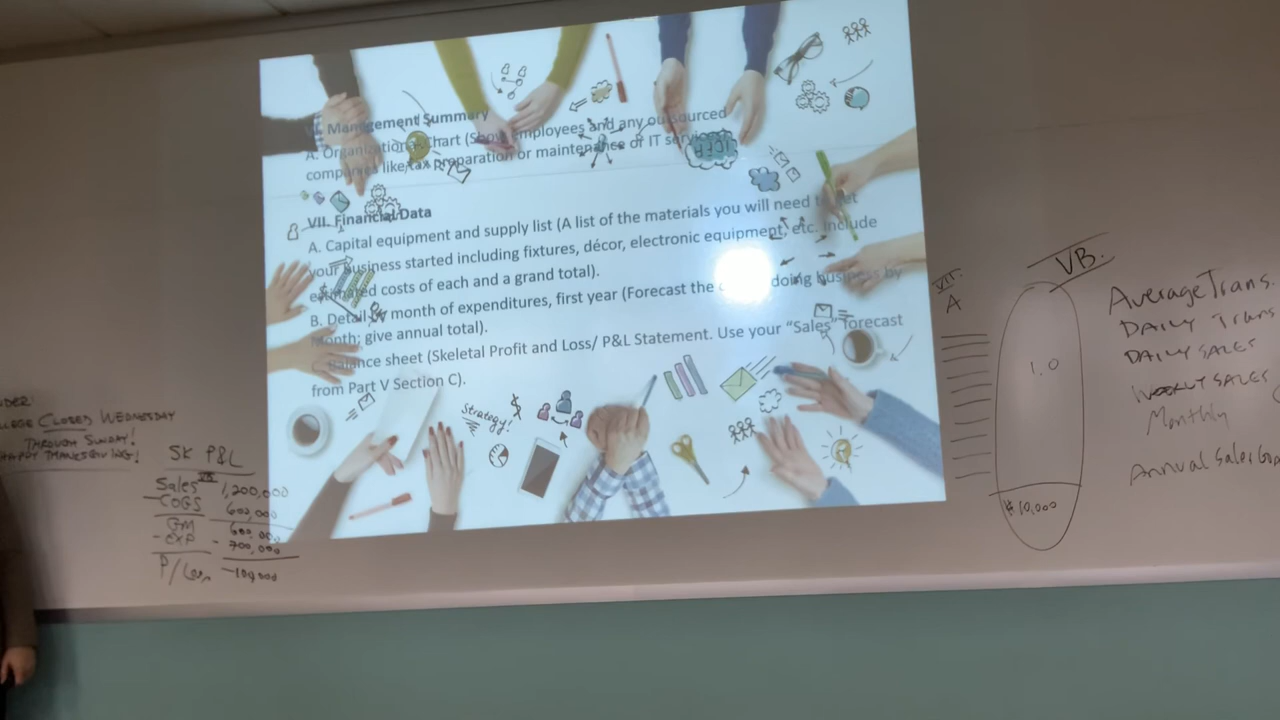 VI. Management Summary
A. Organizational Chart (Show employees and any outsourced
companies like tax preparation or maintenance or IT services
VII. Financial Data
A. Capital equipment and supply list (A list of the materials you will need to get
your business started including fixtures, décor, electronic equipment, etc. Include
estimated costs of each and a grand total).
B. Detail by month of expenditures, first year (Forecast the doing business by
month; give annual total).
C. Balance sheet (Skeletal Profit and Loss/ P&L Statement. Use your "Sales" forecast
from Part V Section C).
Strategy!
CLOSED WEDNESDAY
THROUGH SUNDAY!
HAPPY THANKSGIVING!
SK P&L
Sales 1,200,000
- COGS 600,000
GM 600,000
- EXP - 700,000
P/Loss -100,000
VII.
A
VB.
1.0
$10,000
Average Trans.
DAILY Trans
DAILY SALES
WEEKLY SALES
Monthly
Annual Sales